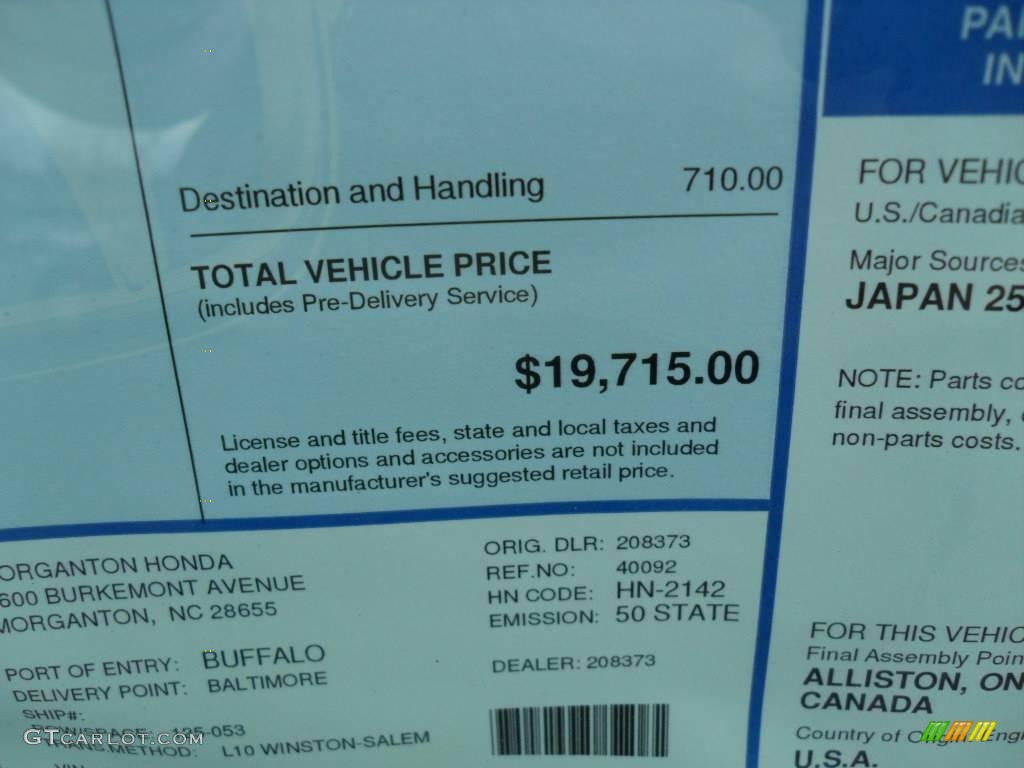 Destination and Handling 710.00
TOTAL VEHICLE PRICE
(includes Pre-Delivery Service)
$19,715.00
License and title fees, state and local taxes and
dealer options and accessories are not included
in the manufacturer's suggested retail price.
ORGANTON HONDA
600 BURKEMONT AVENUE
MORGANTON, NC 28655
PORT OF ENTRY: BUFFALO
DELIVERY POINT: BALTIMORE
SHIP#:
-053
TRANS.METHOD: L10 WINSTON-SALEM
VIN
ORIG. DLR: 208373
REF.NO: 40092
HN CODE: HN-2142
EMISSION: 50 STATE
DEALER: 208373
PA
IN
FOR VEHIC
U.S./Canadia
Major Sources
JAPAN 25
NOTE: Parts co
final assembly,
non-parts costs.
FOR THIS VEHIC
Final Assembly Poin
ALLISTON, ON
CANADA
Country of Origin Engi
U.S.A.
GTcarlot.com